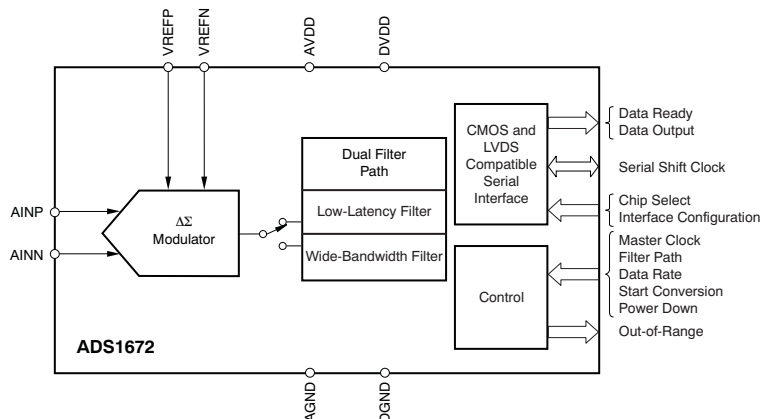 VREFP
VREFN
AVDD
DVDD
AINP
AINN
ΔΣ
Modulator
Dual Filter
Path
Low-Latency Filter
Wide-Bandwidth Filter
CMOS and
LVDS
Compatible
Serial
Interface
Control
Data Ready
Data Output
Serial Shift Clock
Chip Select
Interface Configuration
Master Clock
Filter Path
Data Rate
Start Conversion
Power Down
Out-of-Range
ADS1672
AGND
DGND